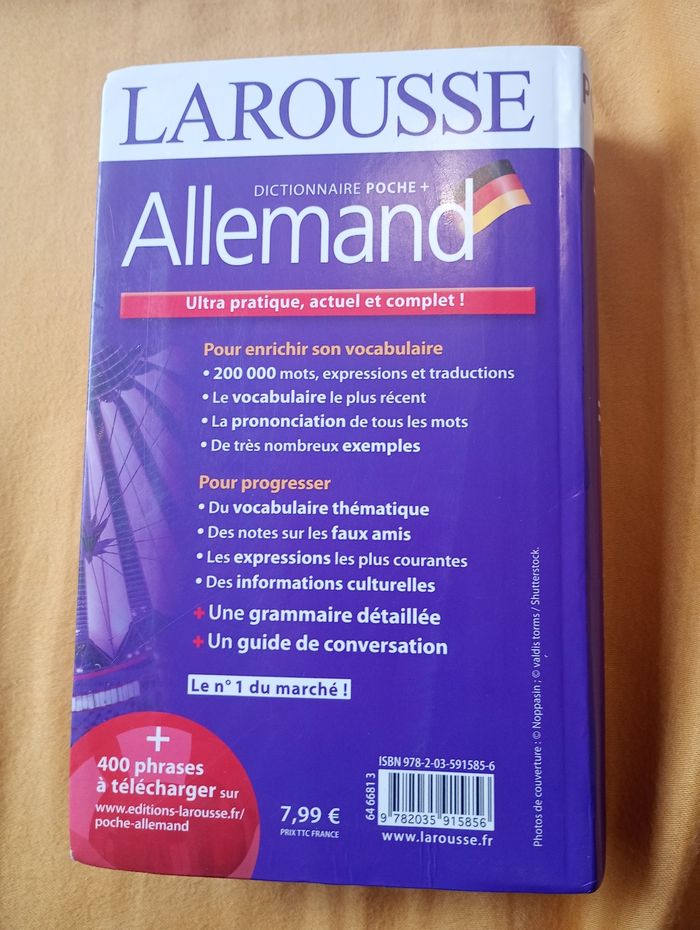 LAROUSSE
DICTIONNAIRE POCHE +
Allemand
Ultra pratique, actuel et complet !
Pour enrichir son vocabulaire
• 200 000 mots, expressions et traductions
• Le vocabulaire le plus récent
• La prononciation de tous les mots
• De très nombreux exemples
Pour progresser
• Du vocabulaire thématique
• Des notes sur les faux amis
• Les expressions les plus courantes
• Des informations culturelles
+ Une grammaire détaillée
+ Un guide de conversation
Le n° 1 du marché !
+
400 phrases
à télécharger sur
www.editions-larousse.fr/
poche-allemand
7,99 €
PRIX TTC FRANCE
ISBN 978-2-03-591585-6
64 6681 3
9 782035 915856
www.larousse.fr
Photos de couverture : © Noppasin ; © valdis torms / Shutterstock.